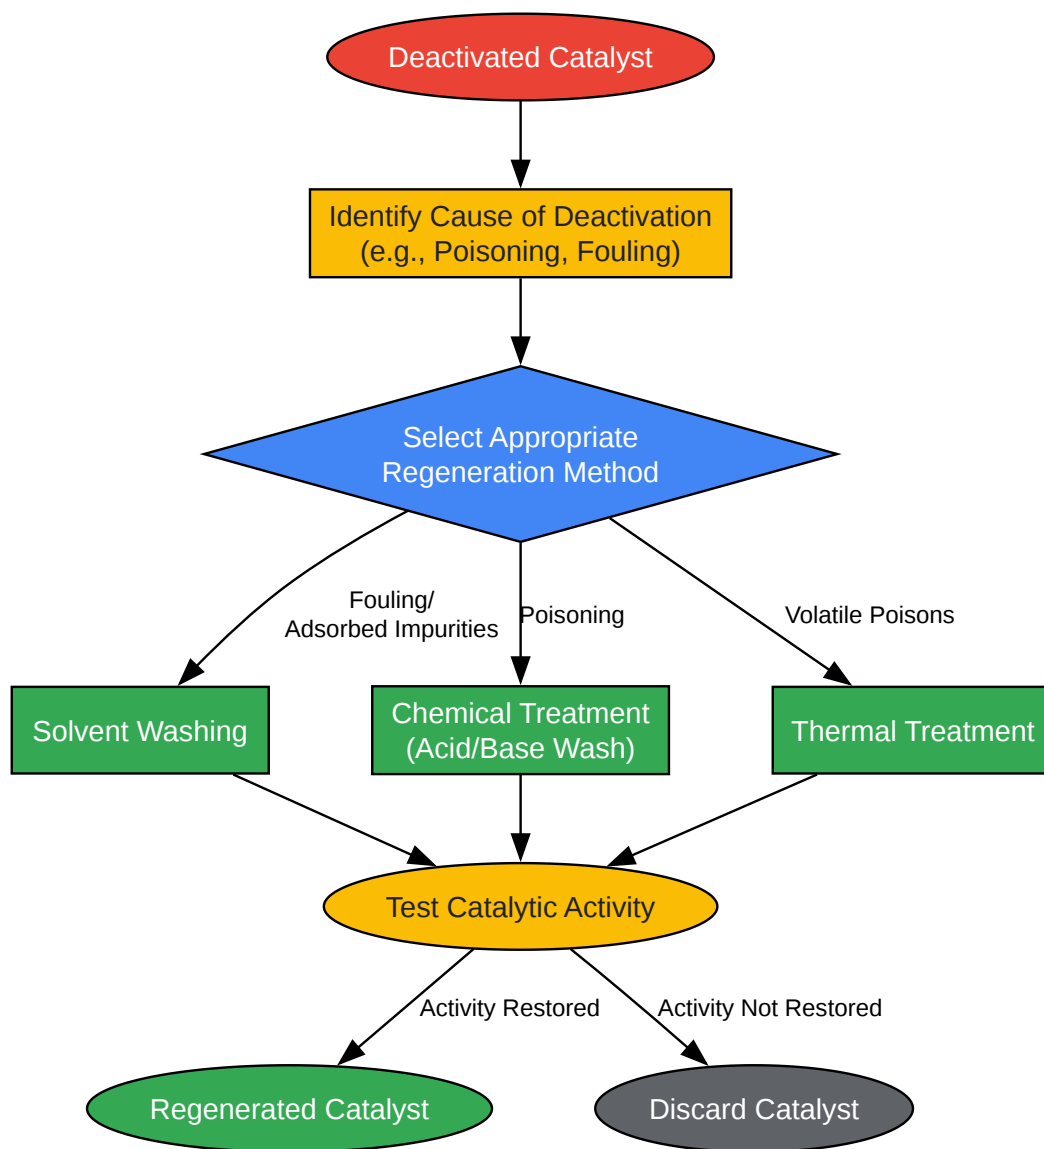 Deactivated Catalyst
Identify Cause of Deactivation
(e.g., Poisoning, Fouling)
Select Appropriate
Regeneration Method
Fouling/
Adsorbed Impurities
Poisoning
Volatile Poisons
Solvent Washing
Chemical Treatment
(Acid/Base Wash)
Thermal Treatment
Test Catalytic Activity
Activity Restored
Activity Not Restored
Regenerated Catalyst
Discard Catalyst